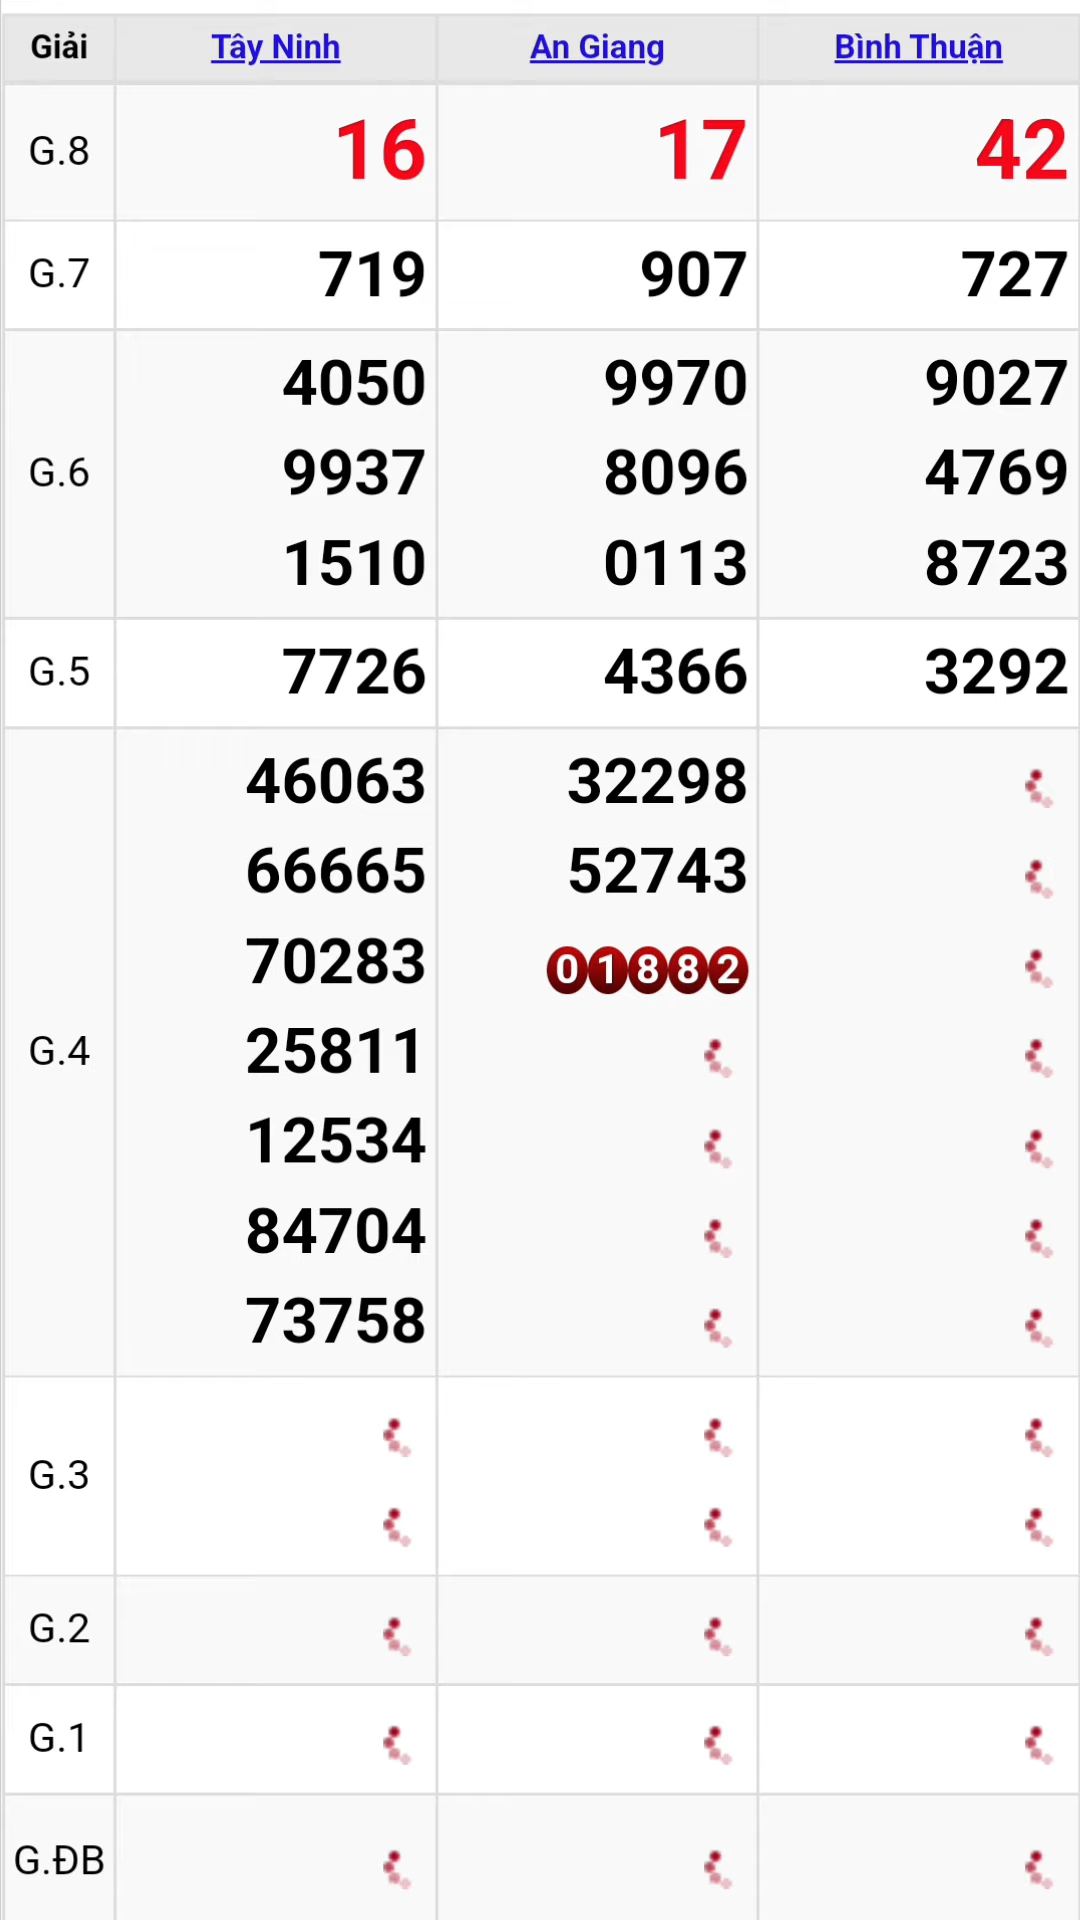 Giải Tây Ninh An Giang Bình Thuận
G.8 16 17 42
G.7 719 907 727
4050 9970 9027
G.6 9937 8096 4769
1510 0113 8723
G.5 7726 4366 3292
46063 32298
66665 52743
70283 01882
G.4 25811
12534
84704
73758
G.3
G.2
G.1
G.ĐB